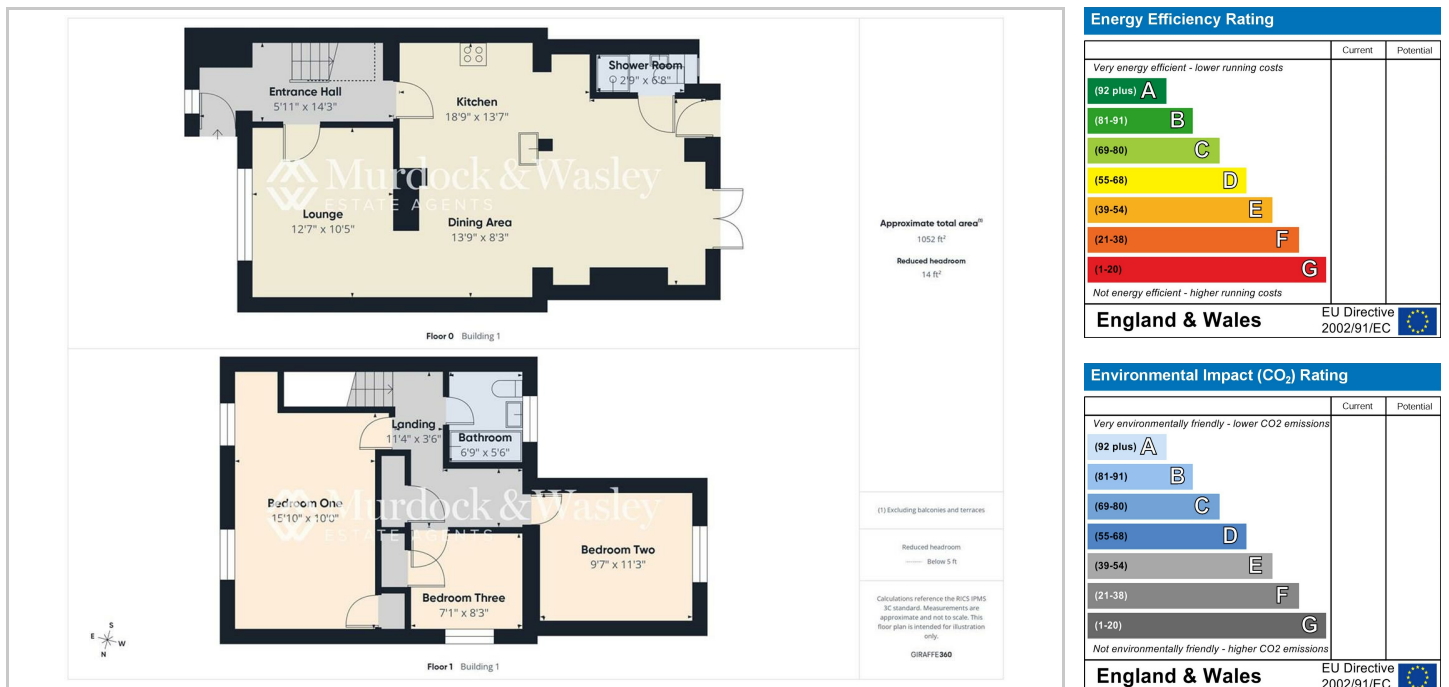 Shower Room
2'9" x 6'8"
Entrance Hall
5'11" x 14'3"
Kitchen
18'9" x 13'7"
Murdock & Wasley
ESTATE AGENTS
Lounge
12'7" x 10'5"
Dining Area
13'9" x 8'3"
Floor 0 Building 1
Approximate total area(1)
1052 ft²
Reduced headroom
14 ft²
Landing
11'4" x 3'6"
Bathroom
6'9" x 5'6"
Bedroom One
15'10" x 10'0"
Murdock & Wasley
ESTATE AGENTS
Bedroom Two
9'7" x 11'3"
Bedroom Three
7'1" x 8'3"
S
E W
N
Floor 1 Building 1
(1) Excluding balconies and terraces
Reduced headroom
Below 5 ft
Calculations reference the RICS IPMS
3C standard. Measurements are
approximate and not to scale. This
floor plan is intended for illustration
only.
GIRAFFE360
Energy Efficiency Rating
Current Potential
Very energy efficient - lower running costs
(92 plus) A
(81-91) B
(69-80) C
(55-68) D
(39-54) E
(21-38) F
(1-20) G
Not energy efficient - higher running costs
England & Wales
EU Directive
2002/91/EC
Environmental Impact (CO₂) Rating
Current Potential
Very environmentally friendly - lower CO2 emissions
(92 plus) A
(81-91) B
(69-80) C
(55-68) D
(39-54) E
(21-38) F
(1-20) G
Not environmentally friendly - higher CO2 emissions
England & Wales
EU Directive
2002/91/EC